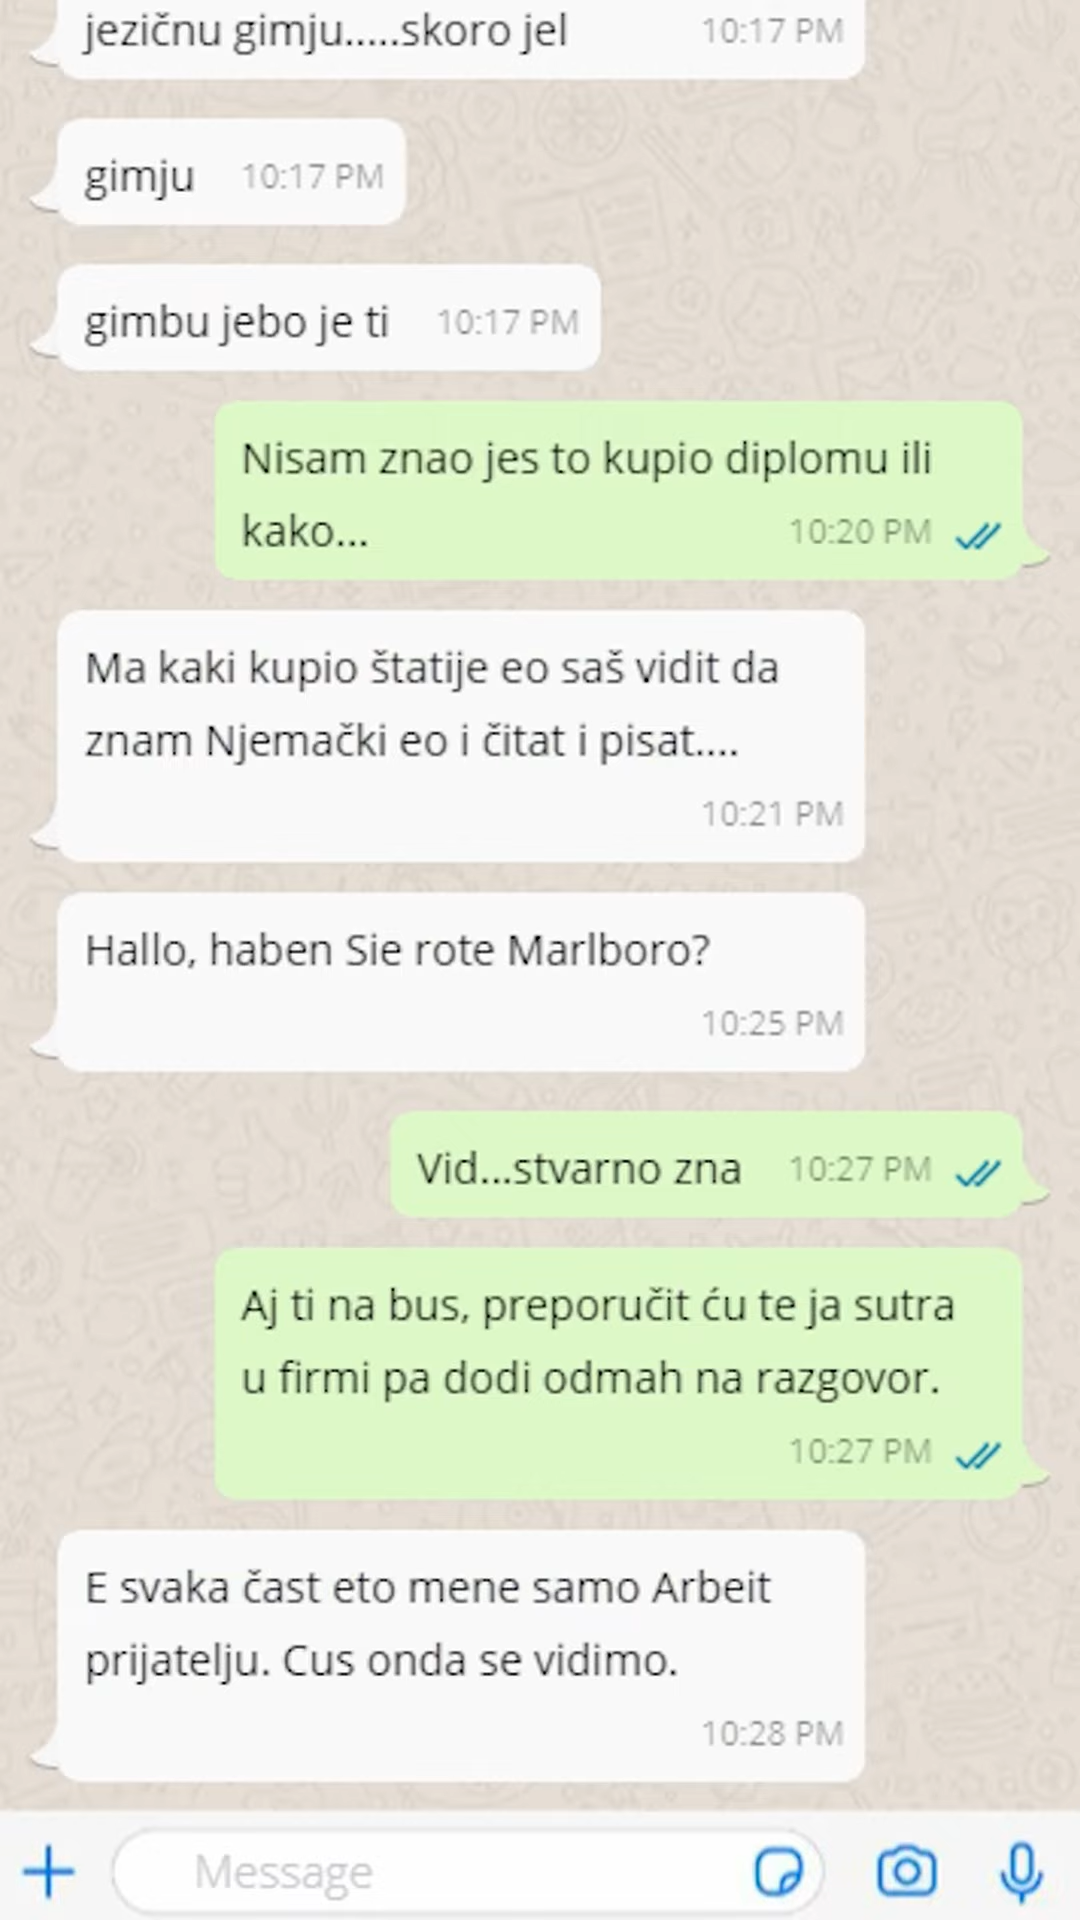 jezičnu gimju.....skoro jel 10:17 PM
gimju 10:17 PM
gimbu jebo je ti 10:17 PM
Nisam znao jes to kupio diplomu ili
kako... 10:20 PM
Ma kaki kupio štatije eo saš vidit da
znam Njemački eo i čitat i pisat....
10:21 PM
Hallo, haben Sie rote Marlboro?
10:25 PM
Vid...stvarno zna 10:27 PM
Aj ti na bus, preporučit ću te ja sutra
u firmi pa dodi odmah na razgovor.
10:27 PM
E svaka čast eto mene samo Arbeit
prijatelju. Cus onda se vidimo.
10:28 PM
Message